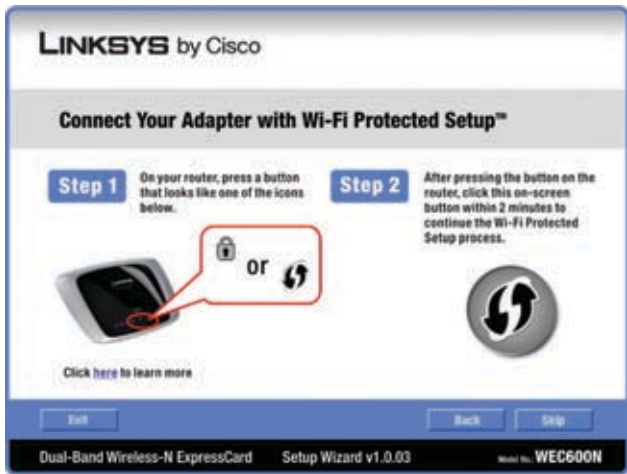 LINKSYS by Cisco
Connect Your Adapter with Wi-Fi Protected Setup™
Step 1
On your router, press a button
that looks like one of the icons
below.
or
Click here to learn more
Step 2
After pressing the button on the
router, click this on-screen
button within 2 minutes to
continue the Wi-Fi Protected
Setup process.
Exit
Back
Skip
Dual-Band Wireless-N ExpressCard
Setup Wizard v1.0.03
Model No. WEC600N